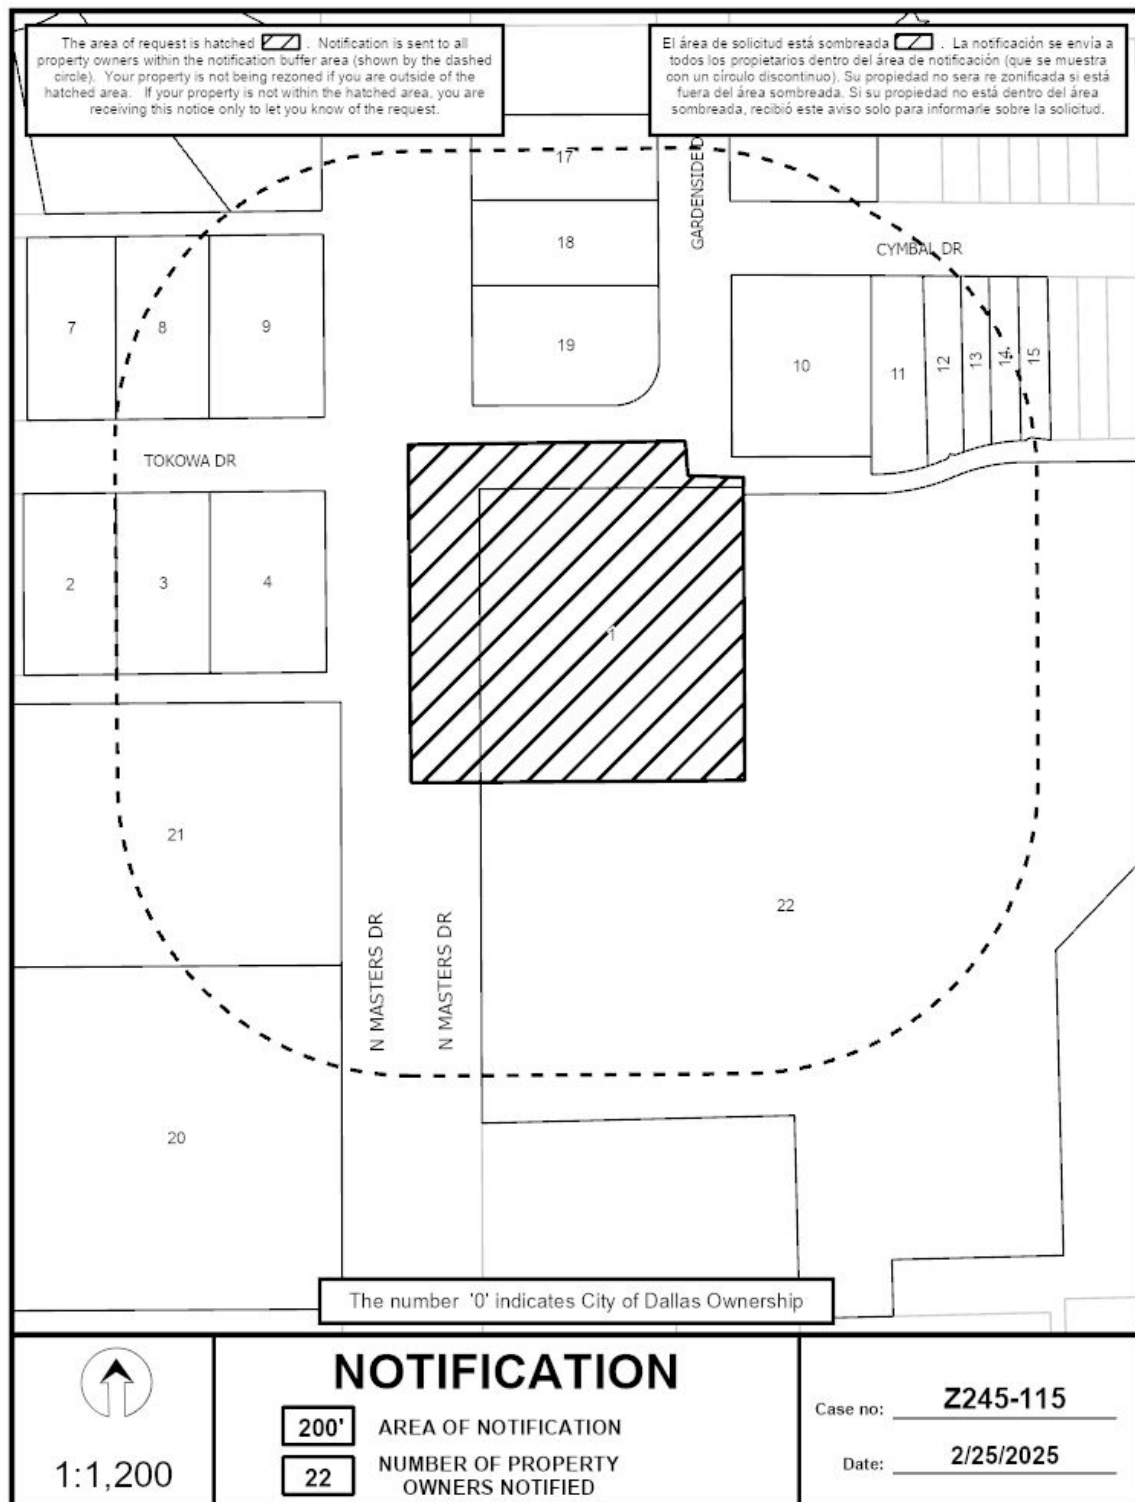 The area of request is hatched . Notification is sent to all
property owners within the notification buffer area (shown by the dashed
circle). Your property is not being rezoned if you are outside of the
hatched area. If your property is not within the hatched area, you are
receiving this notice only to let you know of the request.
El área de solicitud está sombreada . La notificación se envía a
todos los propietarios dentro del área de notificación (que se muestra
con un círculo discontinuo). Su propiedad no sera re zonificada si está
fuera del área sombreada. Si su propiedad no está dentro del área
sombreada, recibió este aviso solo para informarle sobre la solicitud.
17
GARDENSIDE D
18
CYMBAL DR
7
8
9
19
10
11
12
13
14
15
TOKOWA DR
2
3
4
1
21
22
N MASTERS DR
N MASTERS DR
20
The number '0' indicates City of Dallas Ownership
1:1,200
NOTIFICATION
200' AREA OF NOTIFICATION
22 NUMBER OF PROPERTY
OWNERS NOTIFIED
Case no: Z245-115
Date: 2/25/2025